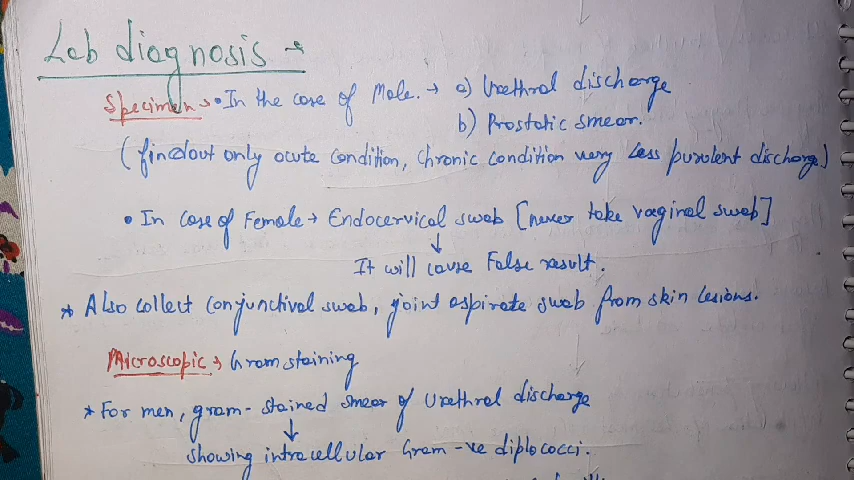 Lab diagnosis →
Specimen → • In the case of Male. → a) Urethral discharge
b) Prostatic smear.
( findout only acute condition, chronic condition very less purulent discharge)
• In case of Female → Endocervical swab [never take vaginal swab]
↓
It will cause False result.
* Also collect conjunctival swab, joint aspirate swab from skin lesions.
Microscopic → Gram staining
* For men, gram-stained smear of Urethral discharge
↓
showing intracellular Gram -ve diplococci.